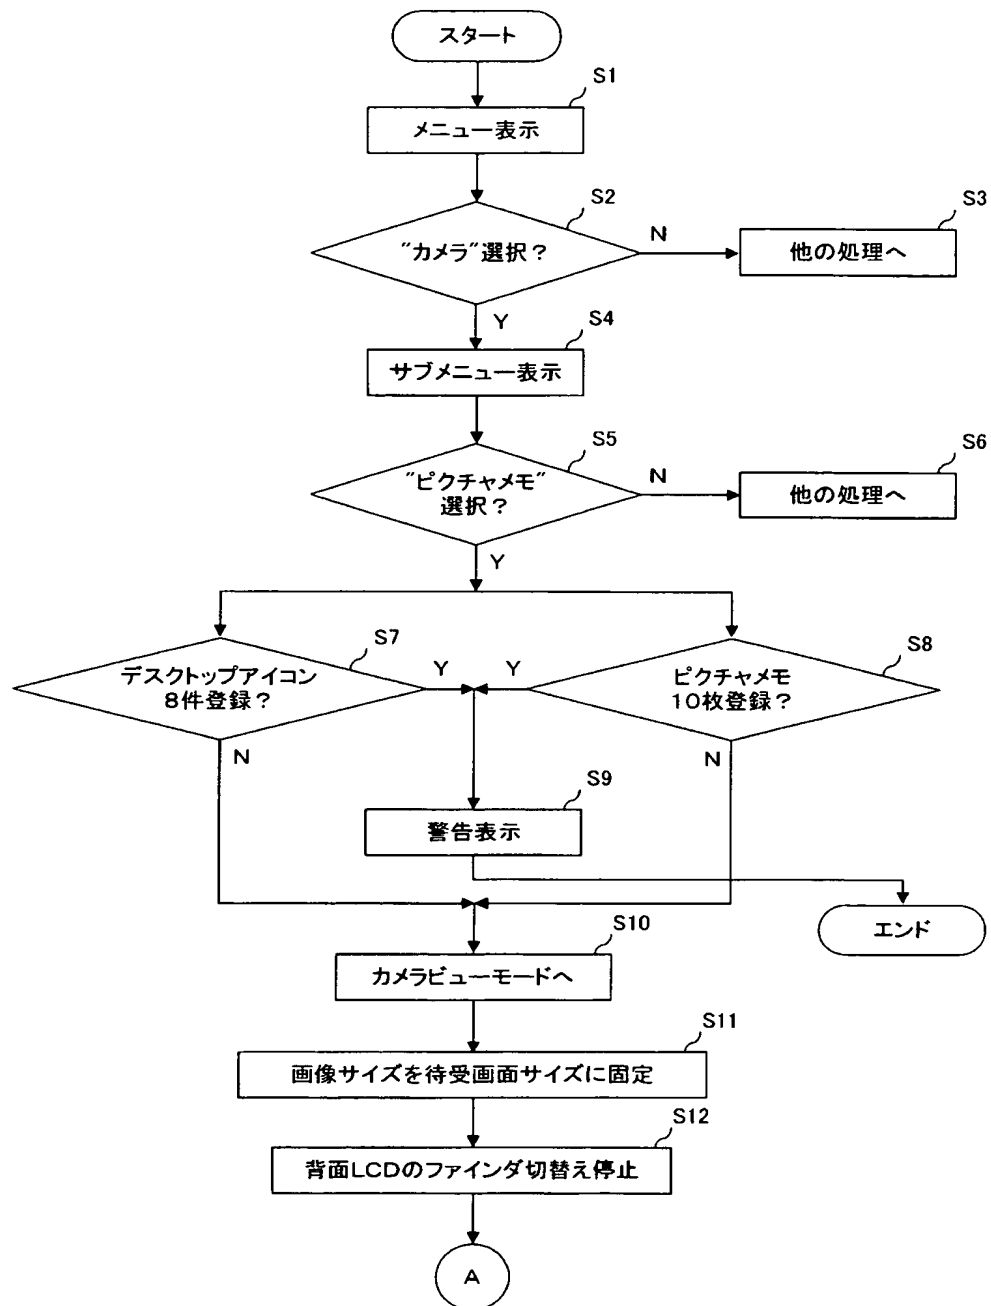 スタート
S1
メニュー表示
S2
"カメラ"選択？
N
S3
他の処理へ
Y
S4
サブメニュー表示
S5
"ピクチャメモ"
選択？
N
S6
他の処理へ
Y
S7
デスクトップアイコン
8件登録？
Y
Y
S8
ピクチャメモ
10枚登録？
N
N
S9
警告表示
エンド
S10
カメラビューモードへ
S11
画像サイズを待受画面サイズに固定
S12
背面LCDのファインダ切替え停止
A